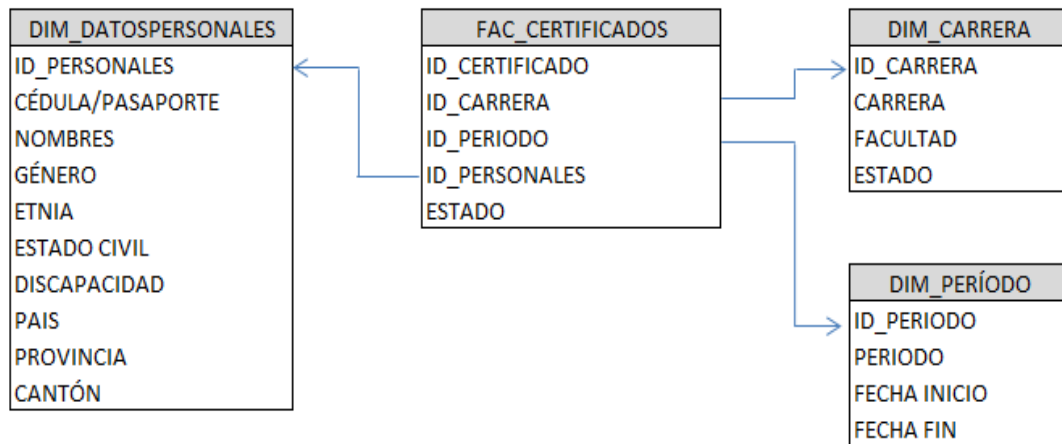 DIM_DATOSPERSONALES
ID_PERSONALES
CÉDULA/PASAPORTE
NOMBRES
GÉNERO
ETNIA
ESTADO CIVIL
DISCAPACIDAD
PAIS
PROVINCIA
CANTÓN
FAC_CERTIFICADOS
ID_CERTIFICADO
ID_CARRERA
ID_PERIODO
ID_PERSONALES
ESTADO
DIM_CARRERA
ID_CARRERA
CARRERA
FACULTAD
ESTADO
DIM_PERÍODO
ID_PERIODO
PERIODO
FECHA INICIO
FECHA FIN